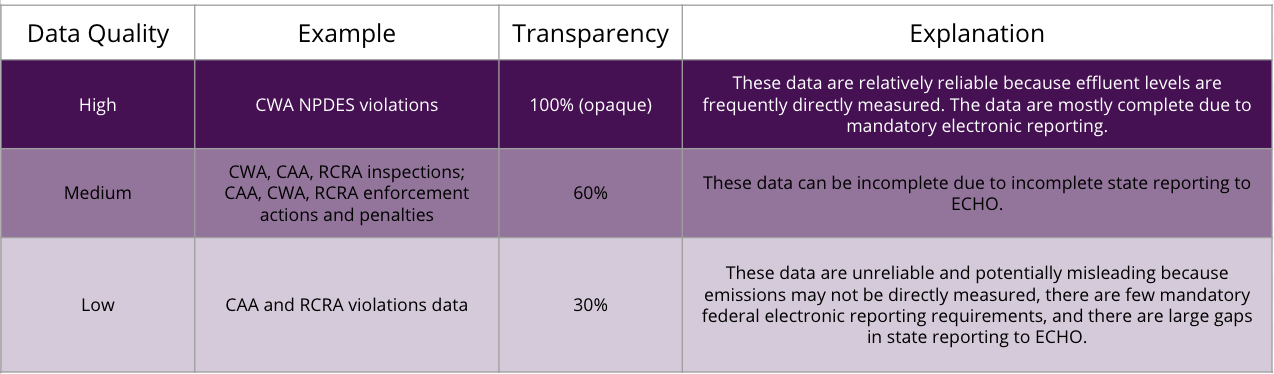 Data Quality
Example
Transparency
Explanation
High
CWA NPDES violations
100% (opaque)
These data are relatively reliable because effluent levels are
frequently directly measured. The data are mostly complete due to
mandatory electronic reporting.
Medium
CWA, CAA, RCRA inspections;
CAA, CWA, RCRA enforcement
actions and penalties
60%
These data can be incomplete due to incomplete state reporting to
ECHO.
Low
CAA and RCRA violations data
30%
These data are unreliable and potentially misleading because
emissions may not be directly measured, there are few mandatory
federal electronic reporting requirements, and there are large gaps
in state reporting to ECHO.